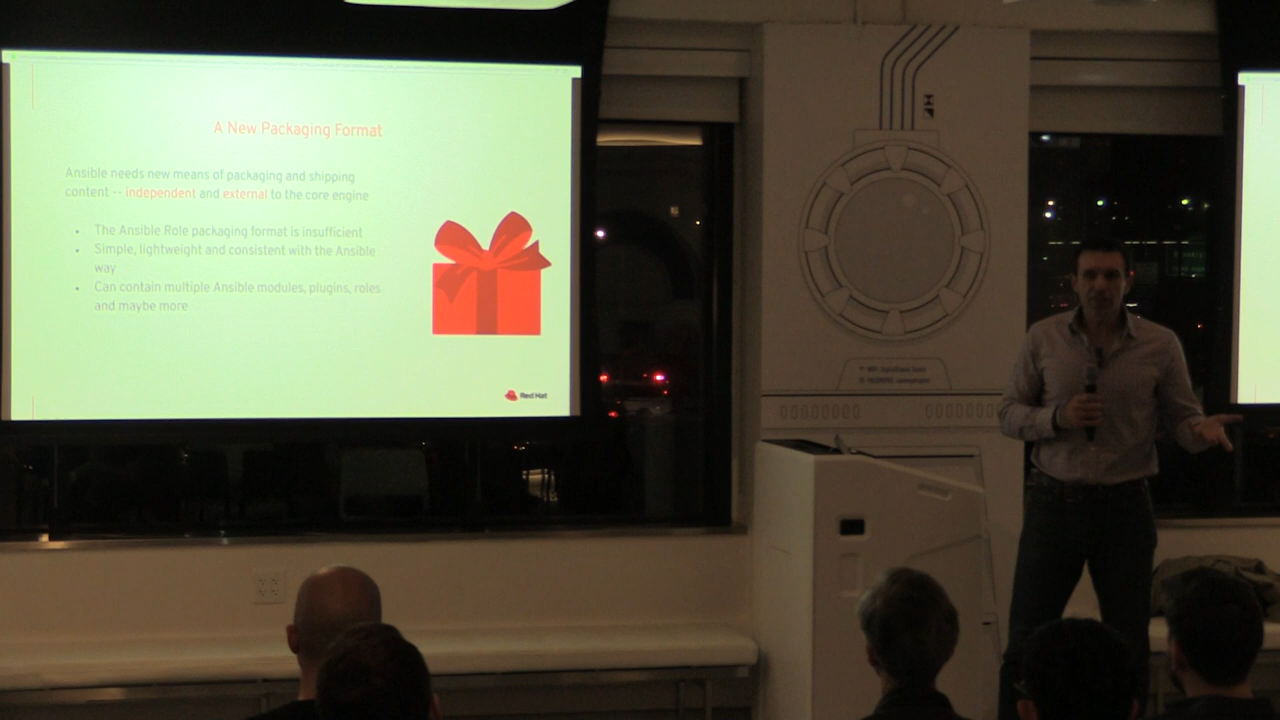 A New Packaging Format
Ansible needs new means of packaging and shipping
content -- independent and external to the core engine
• The Ansible Role packaging format is insufficient
• Simple, lightweight and consistent with the Ansible
way
• Can contain multiple Ansible modules, plugins, roles
and maybe more
Red Hat